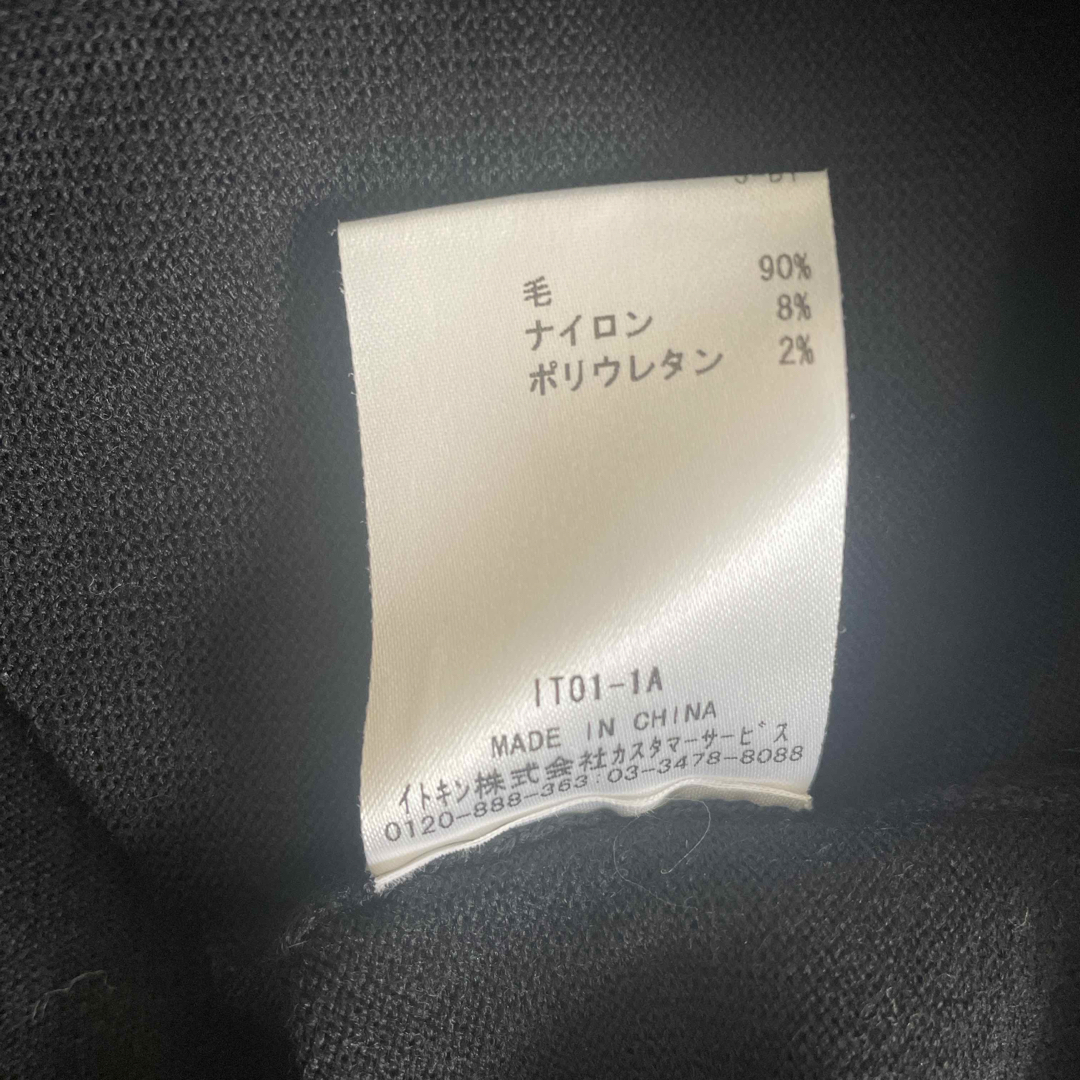 毛 90%
ナイロン 8%
ポリウレタン 2%
IT01-1A
MADE IN CHINA
イトキン株式会社カスタマーサービス
0120-888-363:03-3478-8088